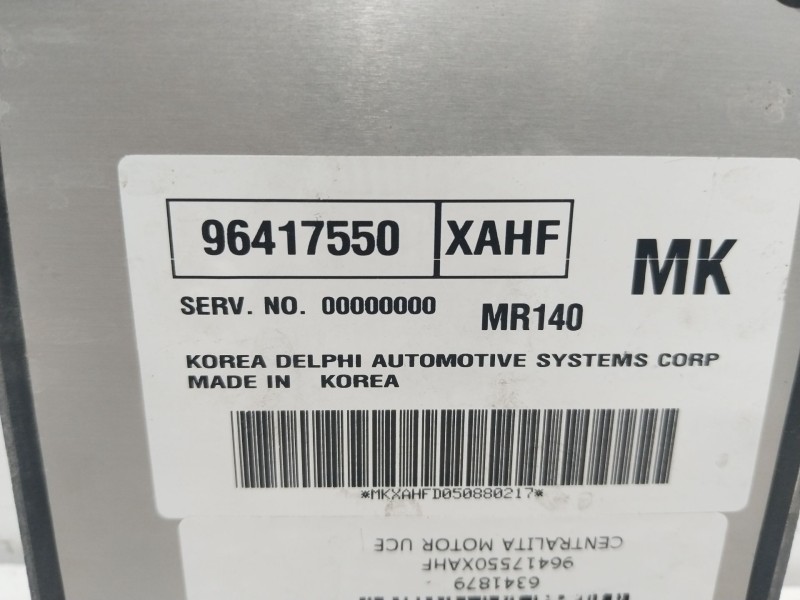 96417550 XAHF
MK
SERV. NO. 00000000 MR140
KOREA DELPHI AUTOMOTIVE SYSTEMS CORP
MADE IN KOREA
*MKXAHFD050880217*
CENTRALITA MOTOR UCE
96417550XAHF
6341879